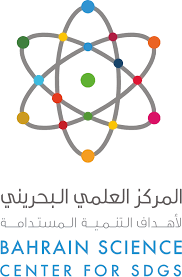 المركز العلمي البحريني
لأهداف التنمية المستدامة
BAHRAIN SCIENCE
CENTER FOR SDGS